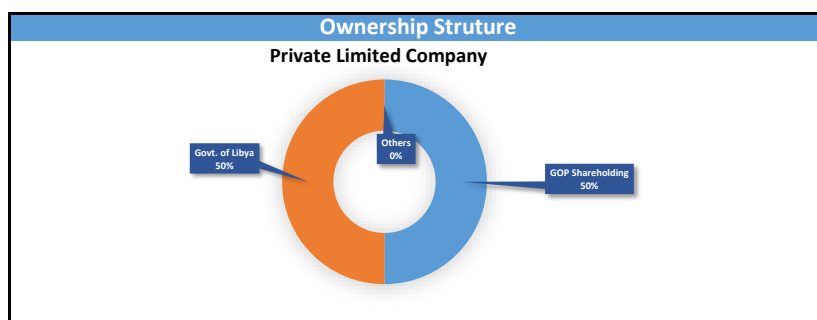 Ownership Struture
Private Limited Company
Others
0%
Govt. of Libya
50%
GOP Shareholding
50%